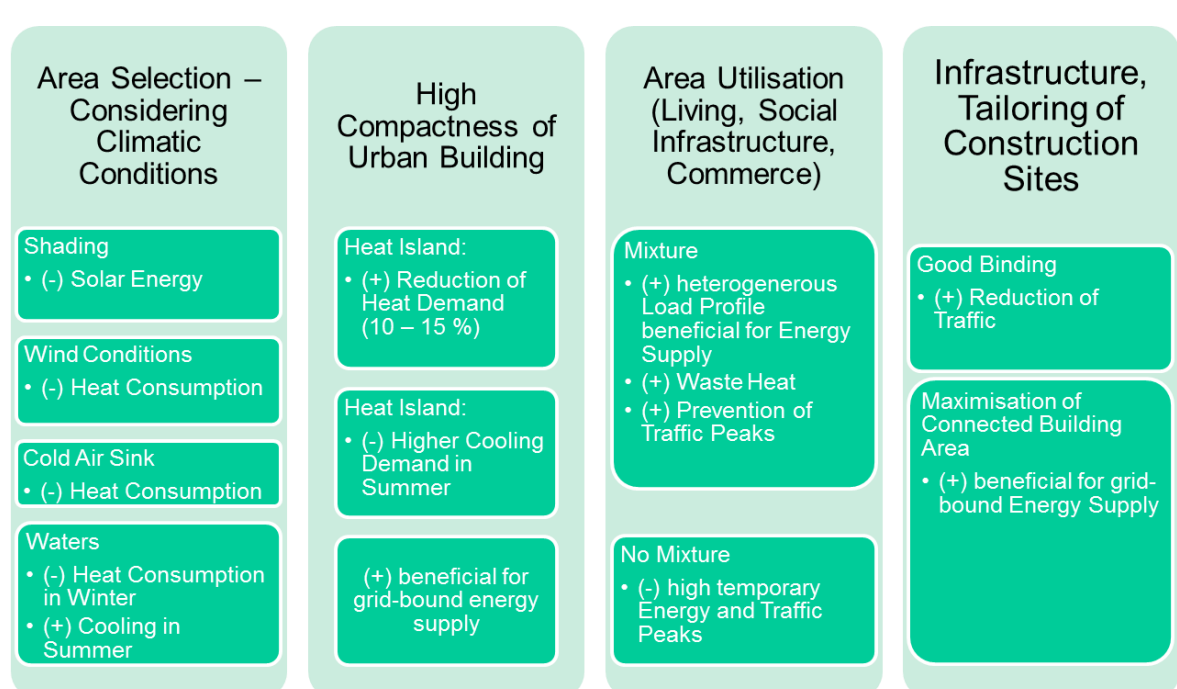 Area Selection –
Considering
Climatic
Conditions
Shading
• (-) Solar Energy
Wind Conditions
• (-) Heat Consumption
Cold Air Sink
• (-) Heat Consumption
Waters
• (-) Heat Consumption
in Winter
• (+) Cooling in
Summer
High
Compactness of
Urban Building
Heat Island:
• (+) Reduction of
Heat Demand
(10 – 15 %)
Heat Island:
• (-) Higher Cooling
Demand in
Summer
(+) beneficial for
grid-bound energy
supply
Area Utilisation
(Living, Social
Infrastructure,
Commerce)
Mixture
• (+) heterogenerous
Load Profile
beneficial for Energy
Supply
• (+) Waste Heat
• (+) Prevention of
Traffic Peaks
No Mixture
• (-) high temporary
Energy and Traffic
Peaks
Infrastructure,
Tailoring of
Construction
Sites
Good Binding
• (+) Reduction of
Traffic
Maximisation of
Connected Building
Area
• (+) beneficial for grid-
bound Energy Supply